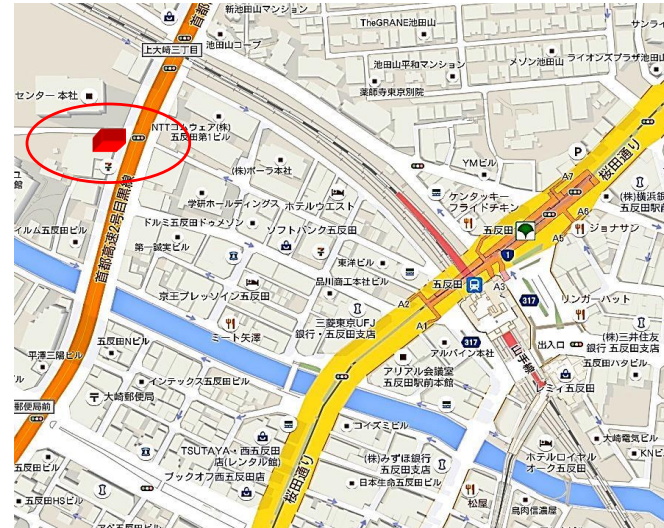 新池田山マンション
TheGRANE池田山
サンライ
首都
池田山コープ
上大崎三丁目
池田山平和マンション
メゾン池田山
ライオンズプラザ池田山
薬師寺東京別院
センター 本社
NTTコムウェア(株)
五反田第1ビル
YMビル
P
桜田通り
(株)ポーラ本社
A7
(株)横浜銀
五反田駅前
学研ホールディングス
ホテルウエスト
ケンタッキー
フライドチキン
A6
ドルミ五反田ドゥメゾン
ソフトバンク五反田
五反田
ジョナサン
A5
イルム五反田ビル
第一誠実ビル
首都高速2号目黒線
東洋ビル
1
品川商工本社ビル
五反田
A3
317
リンガーハット
京王プレッソイン五反田
A2
三菱東京UFJ
銀行・五反田支店
A1
ミート矢澤
317
山手線
出入口
(株)三井住友
銀行 五反田支店
五反田Nビル
平澤三陽ビル
アルバイン本社
五反田ハタビル
インテックス五反田ビル
アリアル会議室
五反田駅前本館
レミィ五反田
大崎郵便局
郵便局前
コイズミビル
大崎電気ビル
TSUTAYA・西五反田
店(レンタル館)
(株)みずほ銀行
五反田支店
ホテルロイヤル
オーク五反田
KNビ
五反田ビル
ブックオフ西五反田店
日本生命五反田ビル
桜田通り
松屋
鳥肉信濃屋
五反田HSビル